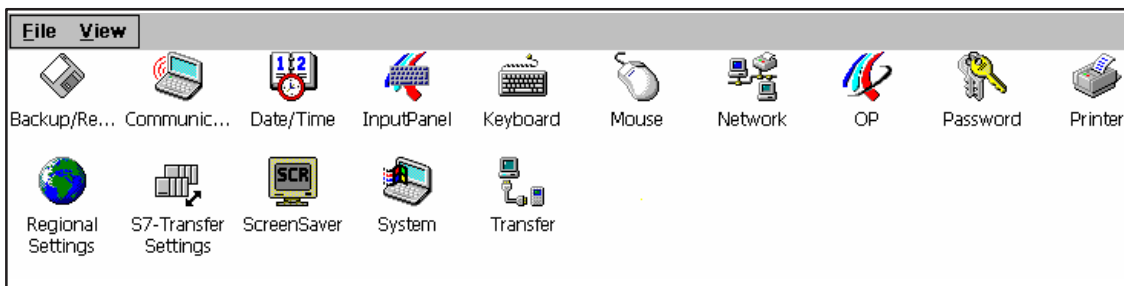 File View
1 2
Backup/Re... Communic... Date/Time InputPanel Keyboard Mouse Network OP Password Printer
SCR
Regional Settings S7-Transfer Settings ScreenSaver System Transfer